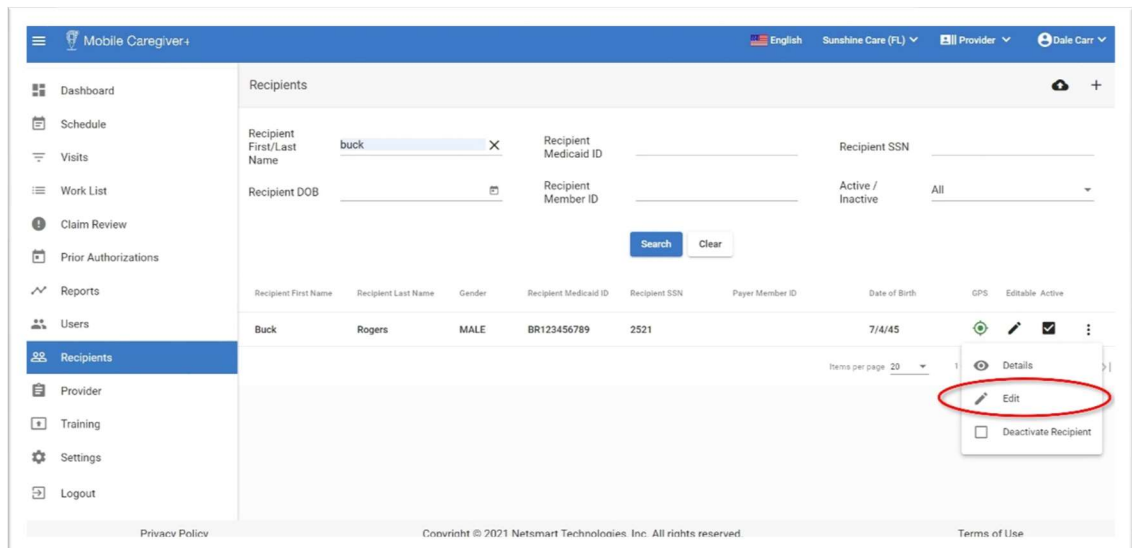 Mobile Caregiver+
English
Sunshine Care (FL)
Provider
Dale Carr
Dashboard
Schedule
Visits
Work List
Claim Review
Prior Authorizations
Reports
Users
Recipients
Provider
Training
Settings
Logout
Recipients
Recipient
First/Last
Name
buck
Recipient
Medicaid ID
Recipient SSN
Recipient DOB
Recipient
Member ID
Active /
Inactive
All
Search
Clear
Recipient First Name Recipient Last Name Gender Recipient Medicaid ID Recipient SSN Payer Member ID Date of Birth GPS Editable Active
Buck Rogers MALE BR123456789 2521 7/4/45
Items per page 20
1
Details
Edit
Deactivate Recipient
Privacy Policy
Copyright © 2021 Netsmart Technologies, Inc. All rights reserved.
Terms of Use